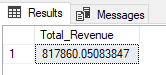 Results Messages
Total_Revenue
1 817860.05083847